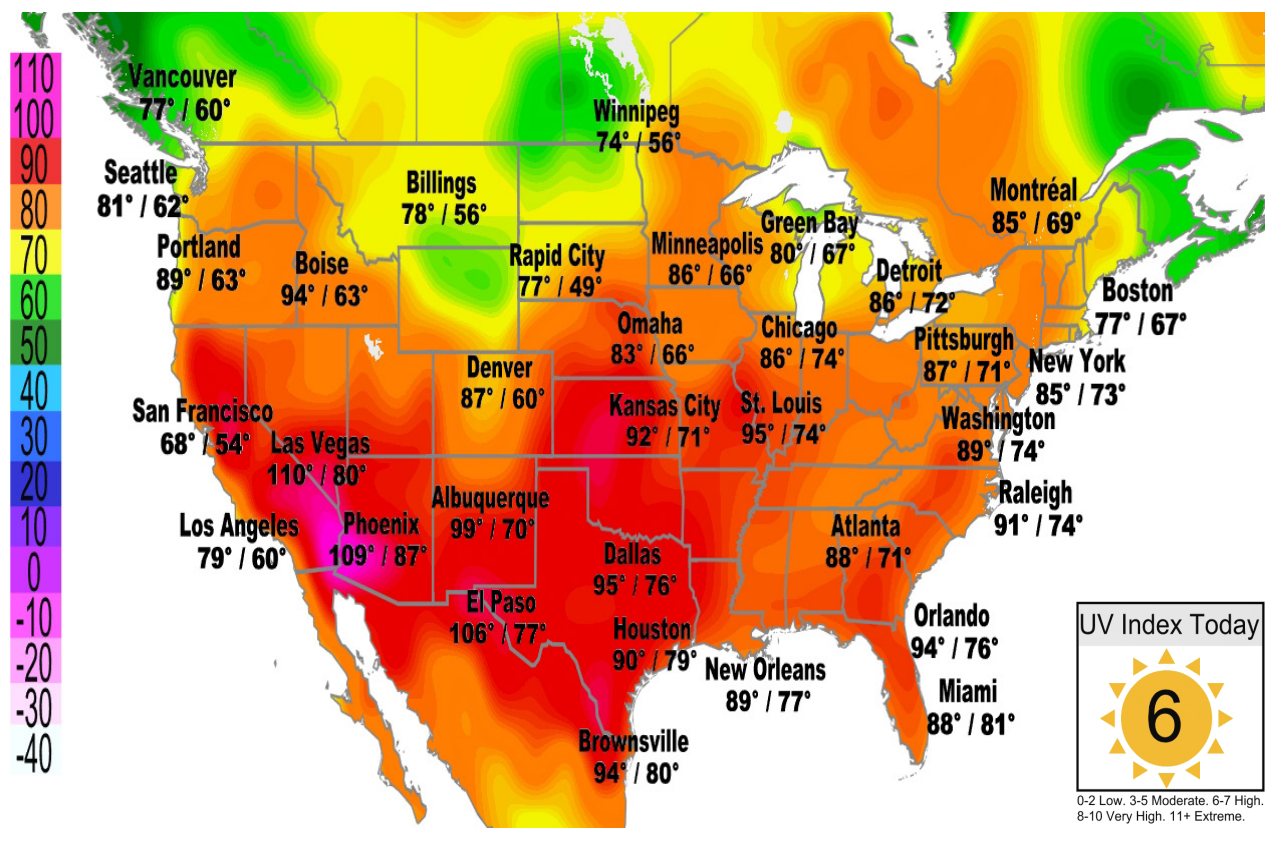 110
100
90
80
70
60
50
40
30
20
10
0
-10
-20
-30
-40
Vancouver
77° / 60°
Winnipeg
74° / 56°
Seattle
81° / 62°
Billings
78° / 56°
Montréal
85° / 69°
Portland
89° / 63°
Boise
94° / 63°
Rapid City
77° / 49°
Minneapolis
86° / 66°
Green Bay
80° / 67°
Detroit
86° / 72°
Boston
77° / 67°
Omaha
83° / 66°
Chicago
86° / 74°
Pittsburgh
87° / 71°
New York
85° / 73°
Denver
87° / 60°
San Francisco
68° / 54°
Las Vegas
110° / 80°
Kansas City
92° / 71°
St. Louis
95° / 74°
Washington
89° / 74°
Albuquerque
99° / 70°
Raleigh
91° / 74°
Los Angeles
79° / 60°
Phoenix
109° / 87°
Atlanta
88° / 71°
Dallas
95° / 76°
El Paso
106° / 77°
Houston
90° / 79°
New Orleans
89° / 77°
Orlando
94° / 76°
Miami
88° / 81°
Brownsville
94° / 80°
UV Index Today
6
0-2 Low. 3-5 Moderate. 6-7 High.
8-10 Very High. 11+ Extreme.